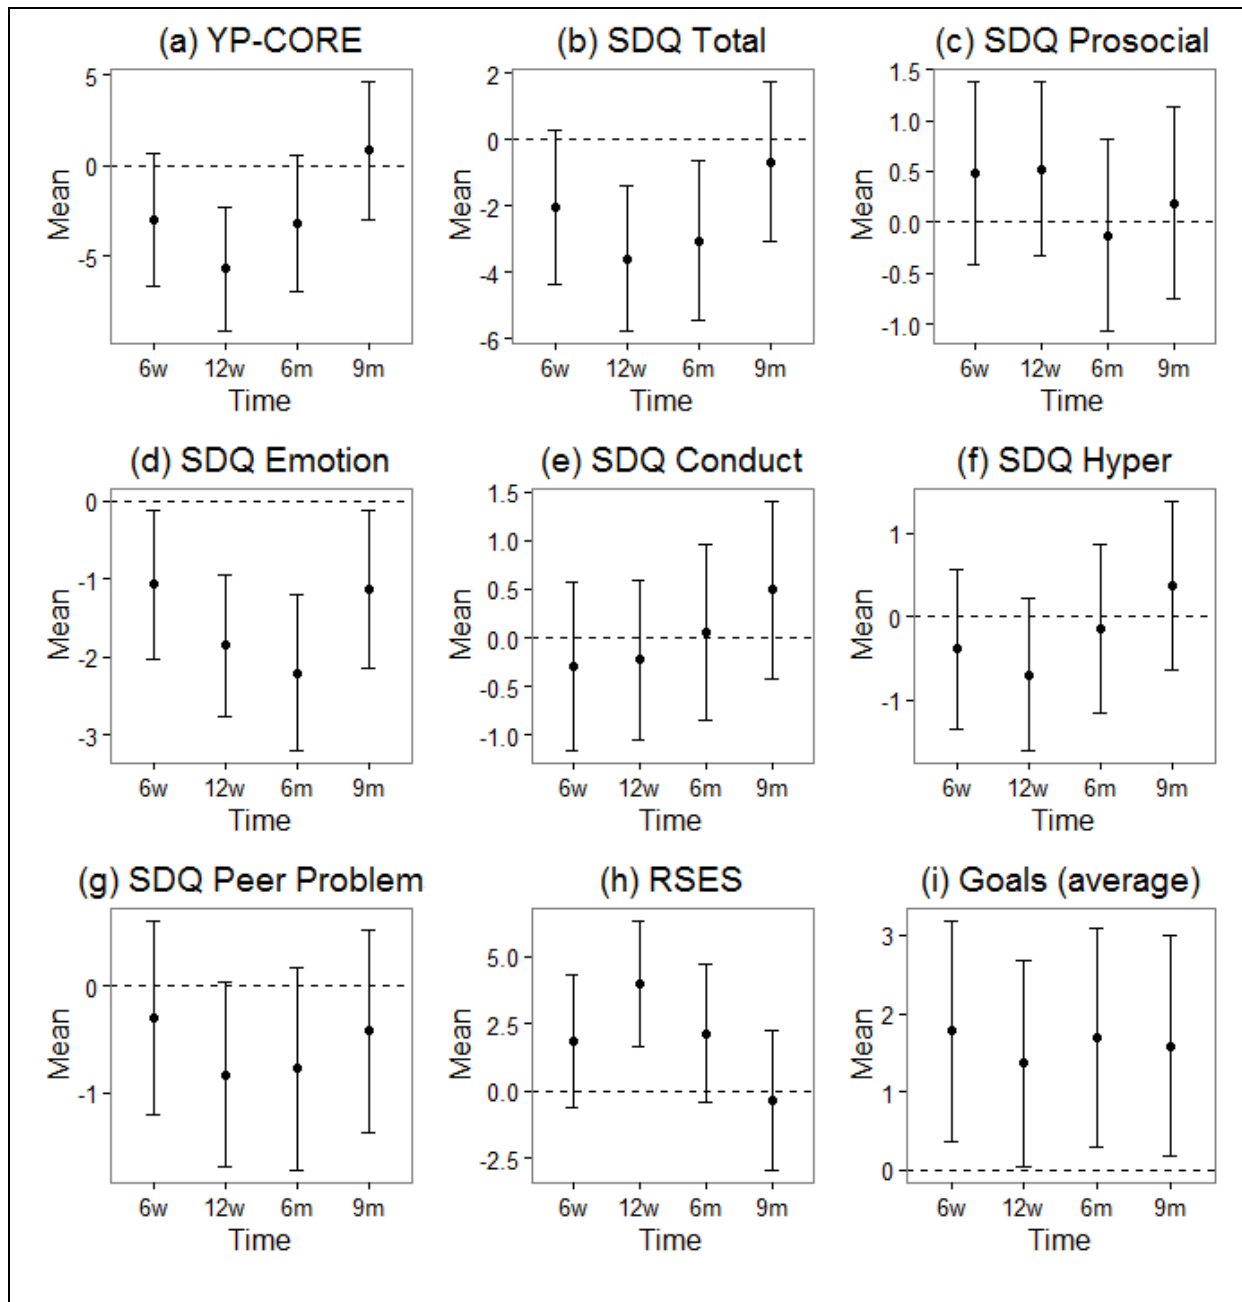 (a) YP-CORE
(b) SDQ Total
(c) SDQ Prosocial
5
0
-5
Mean
6w 12w 6m 9m
Time
2
0
-2
-4
-6
Mean
6w 12w 6m 9m
Time
1.5
1.0
0.5
0.0
-0.5
-1.0
Mean
6w 12w 6m 9m
Time
(d) SDQ Emotion
(e) SDQ Conduct
(f) SDQ Hyper
0
-1
-2
-3
Mean
6w 12w 6m 9m
Time
1.5
1.0
0.5
0.0
-0.5
-1.0
Mean
6w 12w 6m 9m
Time
1
0
-1
Mean
6w 12w 6m 9m
Time
(g) SDQ Peer Problem
(h) RSES
(i) Goals (average)
0
-1
Mean
6w 12w 6m 9m
Time
5.0
2.5
0.0
-2.5
Mean
6w 12w 6m 9m
Time
3
2
1
0
Mean
6w 12w 6m 9m
Time